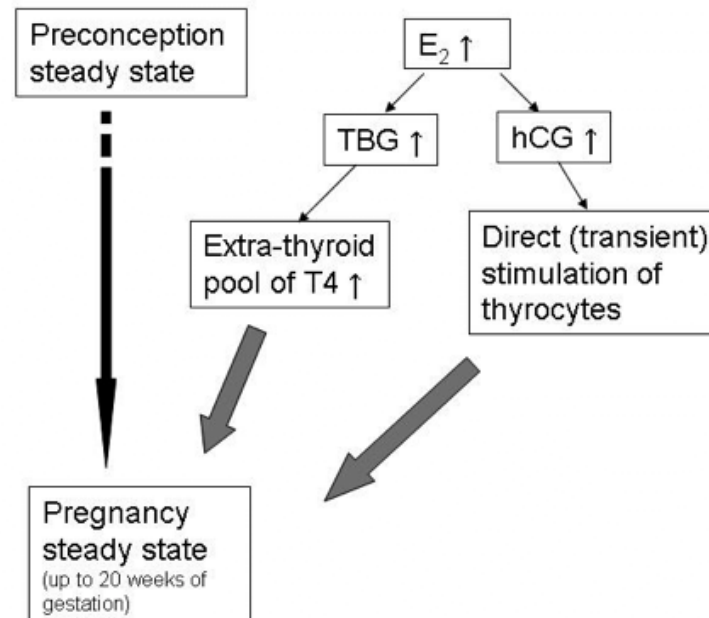 Preconception
steady state
E₂ ↑
TBG ↑
hCG ↑
Extra-thyroid
pool of T4 ↑
Direct (transient)
stimulation of
thyrocytes
Pregnancy
steady state
(up to 20 weeks of
gestation)